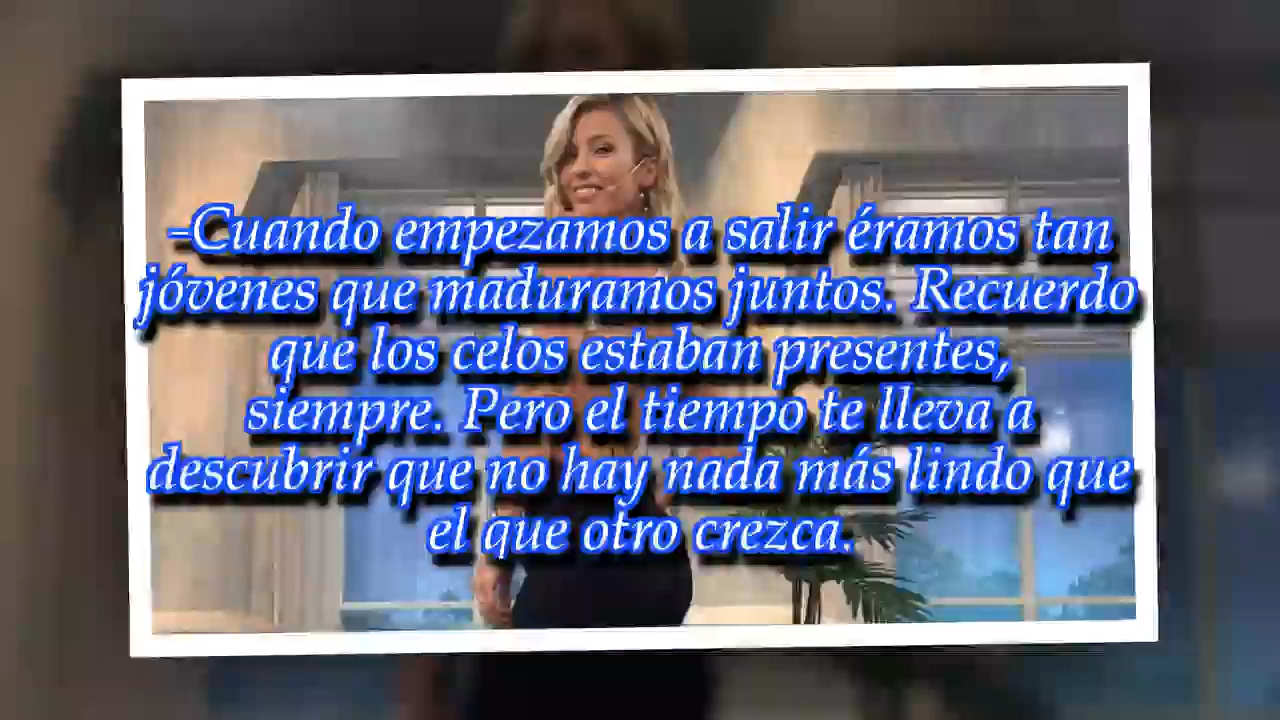 -Cuando empezamos a salir éramos tan
jóvenes que maduramos juntos. Recuerdo
que los celos estaban presentes,
siempre. Pero el tiempo te lleva a
descubrir que no hay nada más lindo que
el que otro crezca.